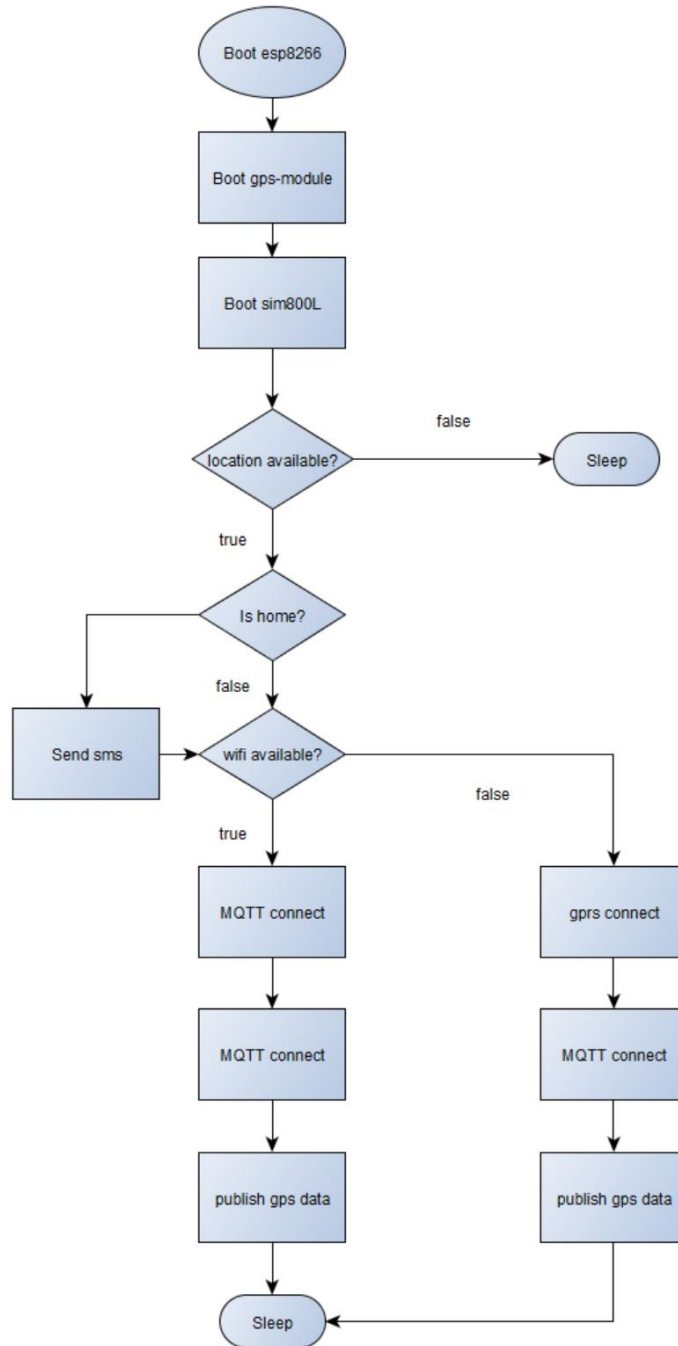 Boot esp8266
Boot gps-module
Boot sim800L
false
location available?
Sleep
true
Is home?
false
Send sms
wifi available?
false
true
MQTT connect
gprs connect
MQTT connect
MQTT connect
publish gps data
publish gps data
Sleep